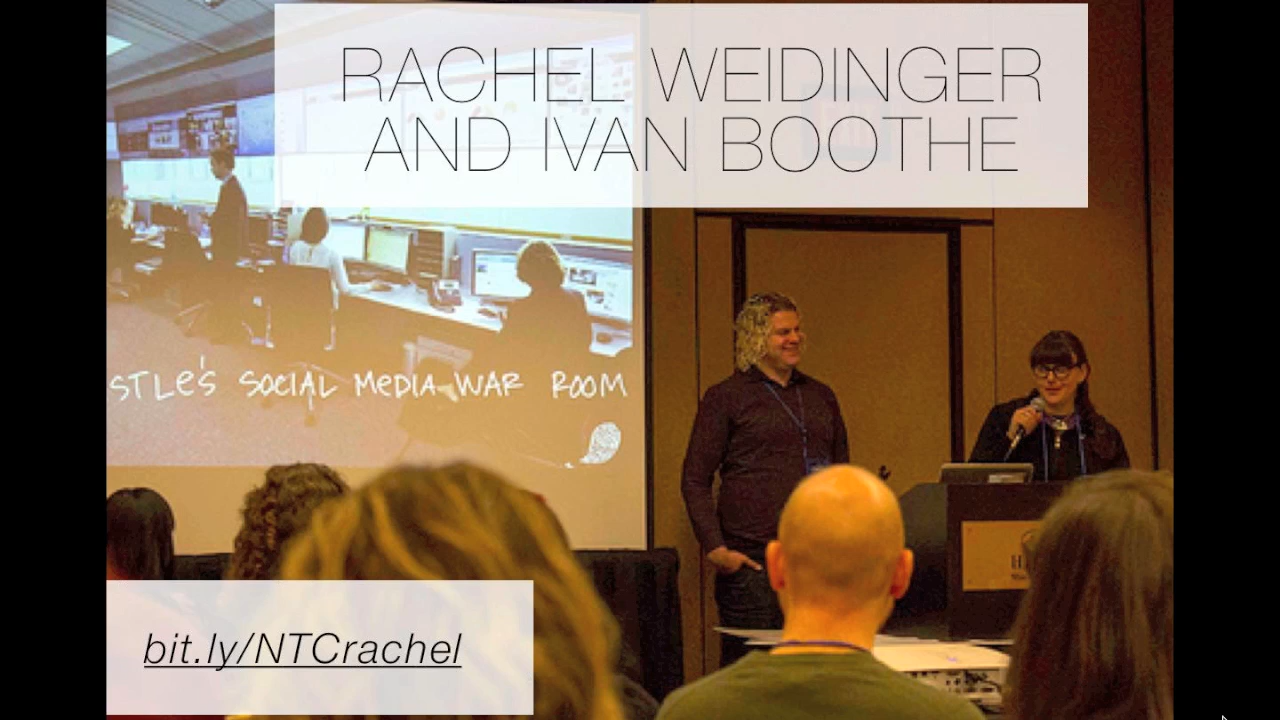 RACHEL WEIDINGER
AND IVAN BOOTHE
STLe's SOCIAL MeDIA WAR ROOM
bit.ly/NTCrachel